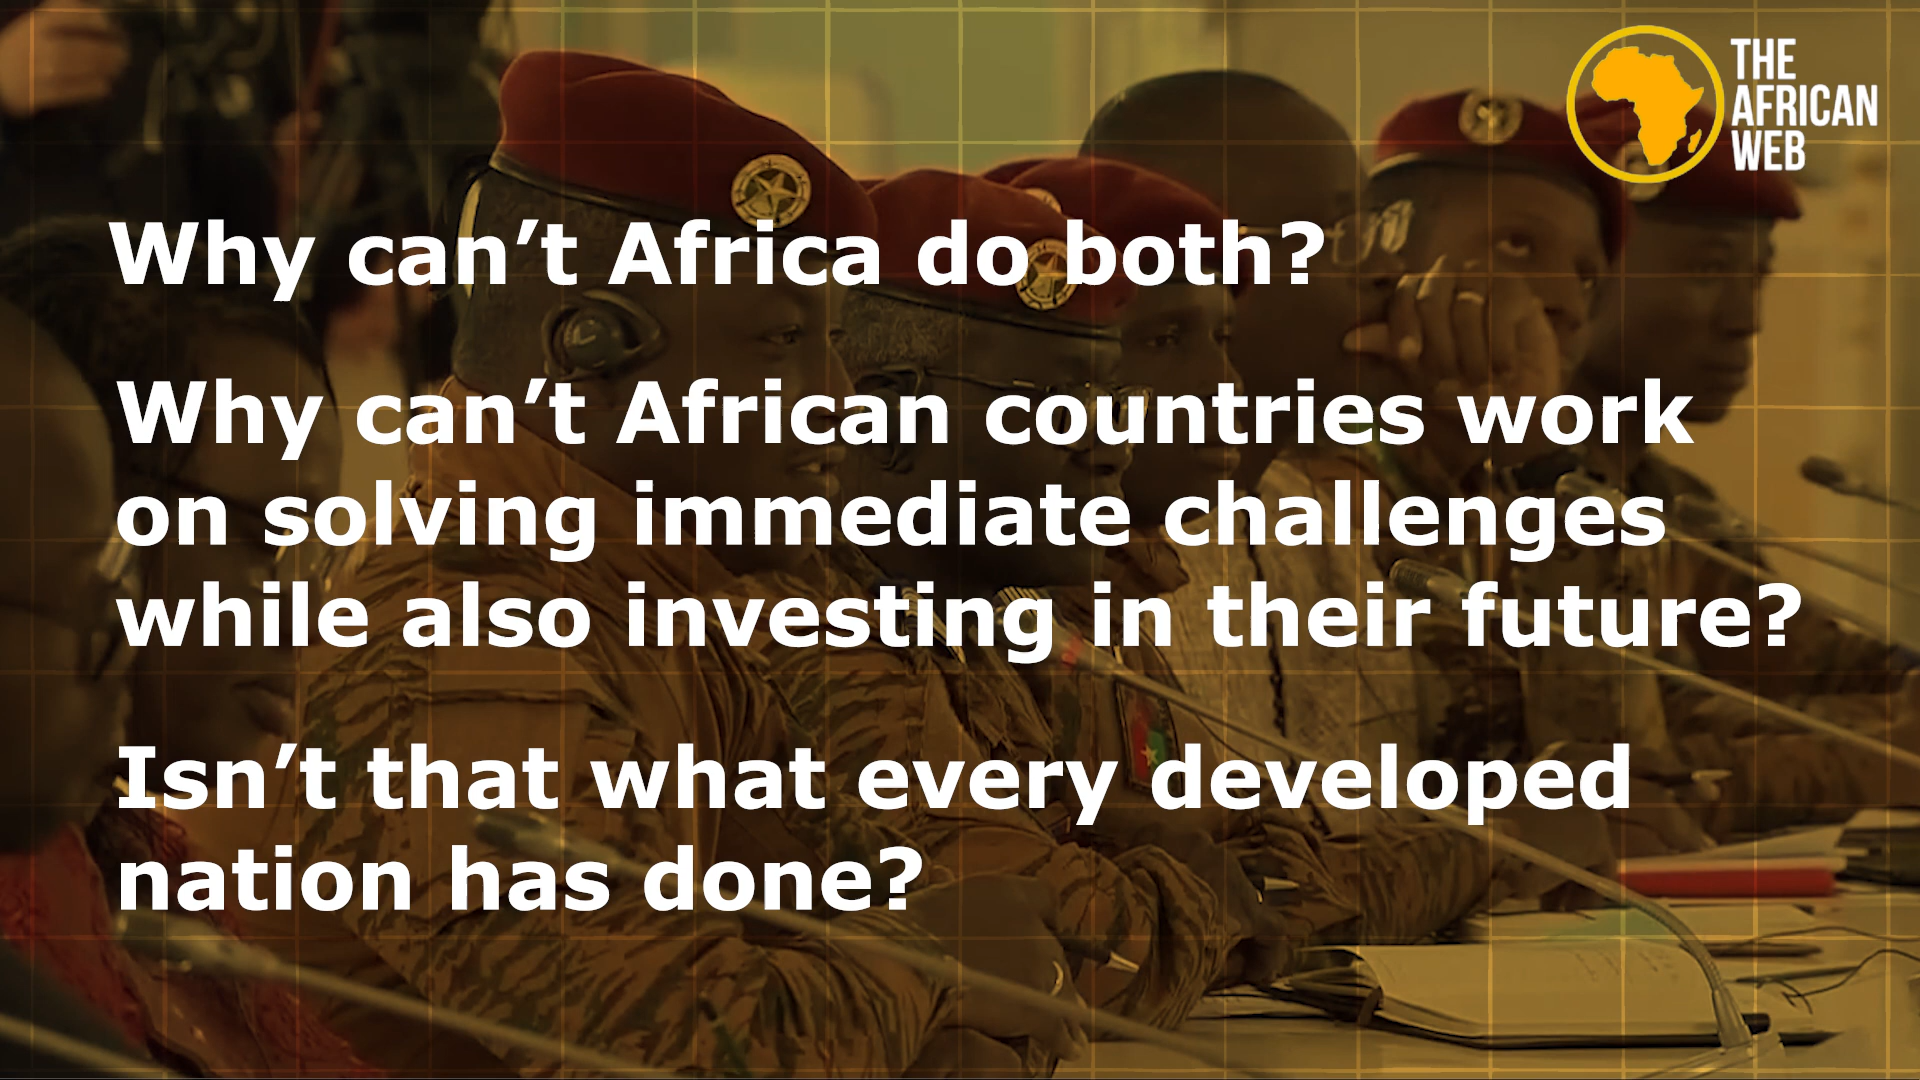 THE
AFRICAN
WEB
Why can’t Africa do both?
Why can’t African countries work
on solving immediate challenges
while also investing in their future?
Isn’t that what every developed
nation has done?